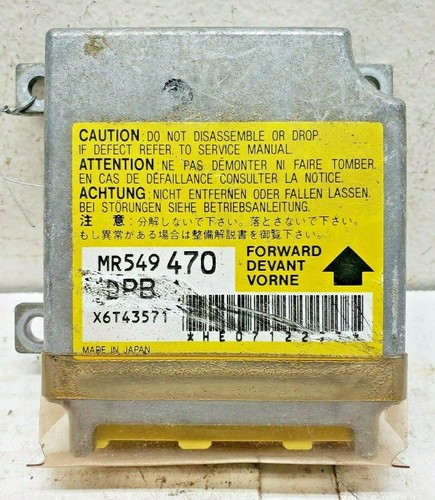 CAUTION: DO NOT DISASSEMBLE OR DROP.
IF DEFECT REFER. TO SERVICE MANUAL.
ATTENTION: NE PAS DÉMONTER NI FAIRE TOMBER.
EN CAS DE DÉFAILLANCE CONSULTER LA NOTICE.
ACHTUNG: NICHT ENTFERNEN ODER FALLEN LASSEN.
BEI STÖRUNGEN SIEHE BETRIEBSANLEITUNG.
注 意:分解しないで下さい。落とさないで下さい。
もし異常がある場合は整備解説書を御覧下さい。
MR549 470
DPB
X6T43571
FORWARD
DEVANT
VORNE
*HE07122
MADE IN JAPAN